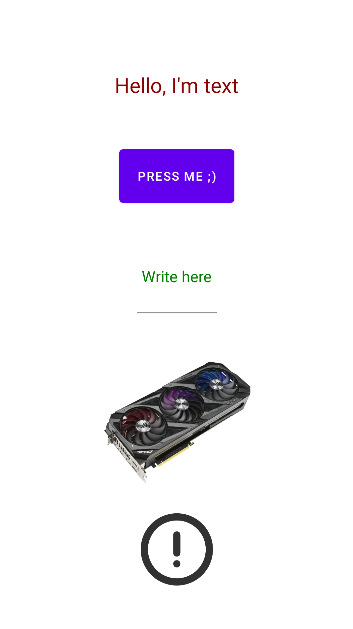 Hello, I'm text
PRESS ME ;)
Write here